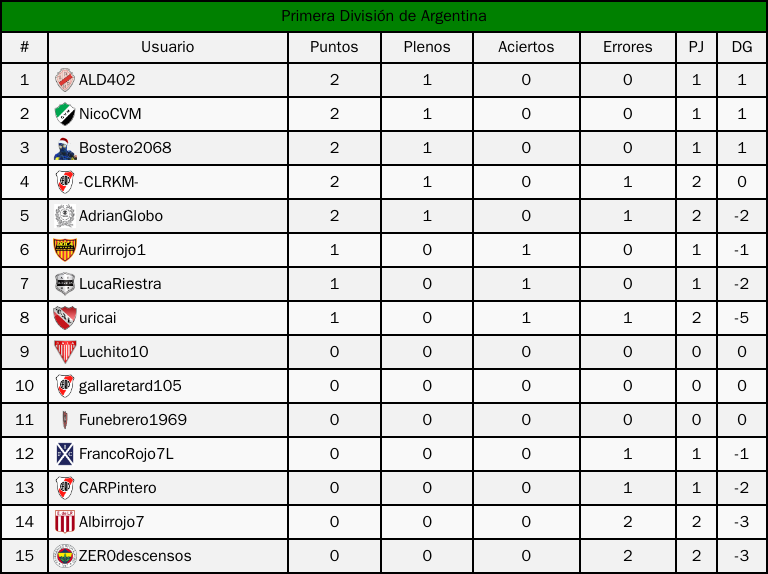 Primera División de Argentina
# Usuario Puntos Plenos Aciertos Errores PJ DG
1 ALD402 2 1 0 0 1 1
2 NicoCVM 2 1 0 0 1 1
3 Bostero2068 2 1 0 0 1 1
4 -CLRKM- 2 1 0 1 2 0
5 AdrianGlobo 2 1 0 1 2 -2
6 Aurirrojo1 1 0 1 0 1 -1
7 LucaRiestra 1 0 1 0 1 -2
8 uricai 1 0 1 1 2 -5
9 Luchito10 0 0 0 0 0 0
10 gallaretard105 0 0 0 0 0 0
11 Funebrero1969 0 0 0 0 0 0
12 FrancoRojo7L 0 0 0 1 1 -1
13 CARPintero 0 0 0 1 1 -2
14 Albirrojo7 0 0 0 2 2 -3
15 ZER0descensos 0 0 0 2 2 -3